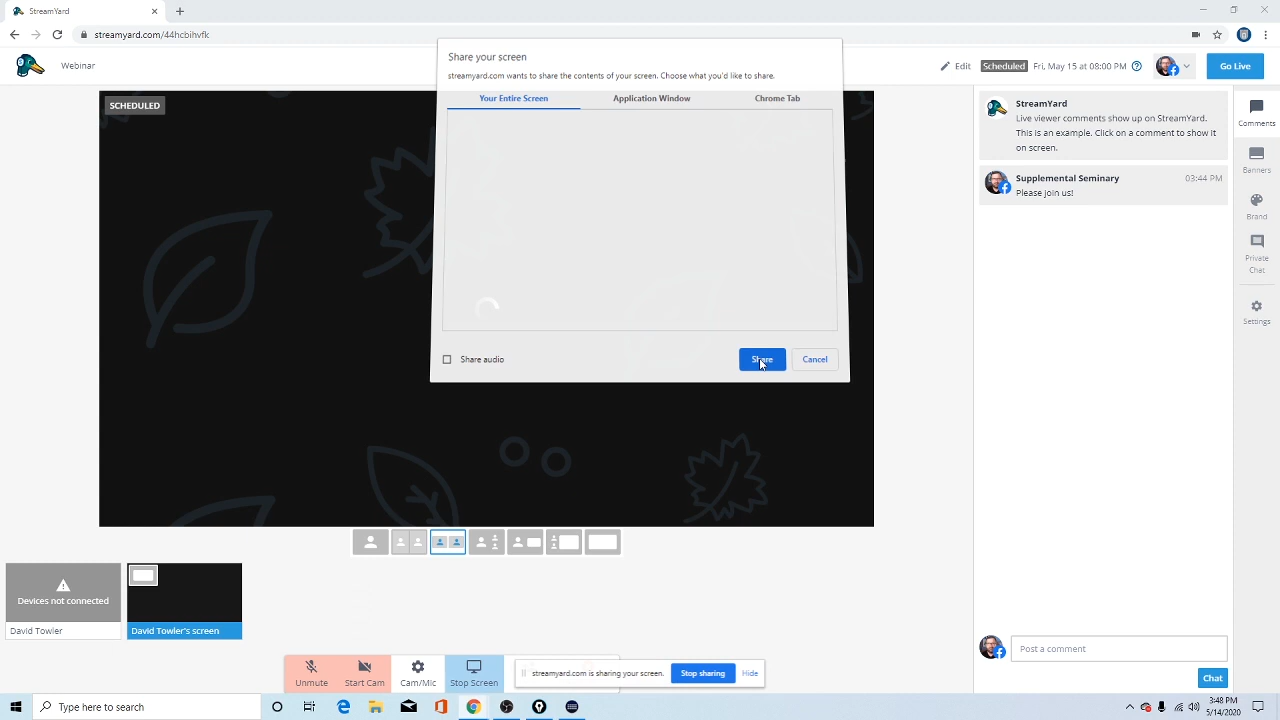 StreamYard
streamyard.com/44hcbihvfk
Webinar
Edit
Scheduled
Fri, May 15 at 08:00 PM
Go Live
SCHEDULED
Share your screen
streamyard.com wants to share the contents of your screen. Choose what you'd like to share.
Your Entire Screen
Application Window
Chrome Tab
Share audio
Share
Cancel
StreamYard
Live viewer comments show up on StreamYard.
This is an example. Click on a comment to show it
on screen.
Supplemental Seminary
03:44 PM
Please join us!
Comments
Banners
Brand
Private
Chat
Settings
Devices not connected
David Towler
David Towler's screen
Unmute
Start Cam
Cam/Mic
Stop Screen
streamyard.com is sharing your screen.
Stop sharing
Hide
Post a comment
Chat
Type here to search
3:48 PM
5/14/2020